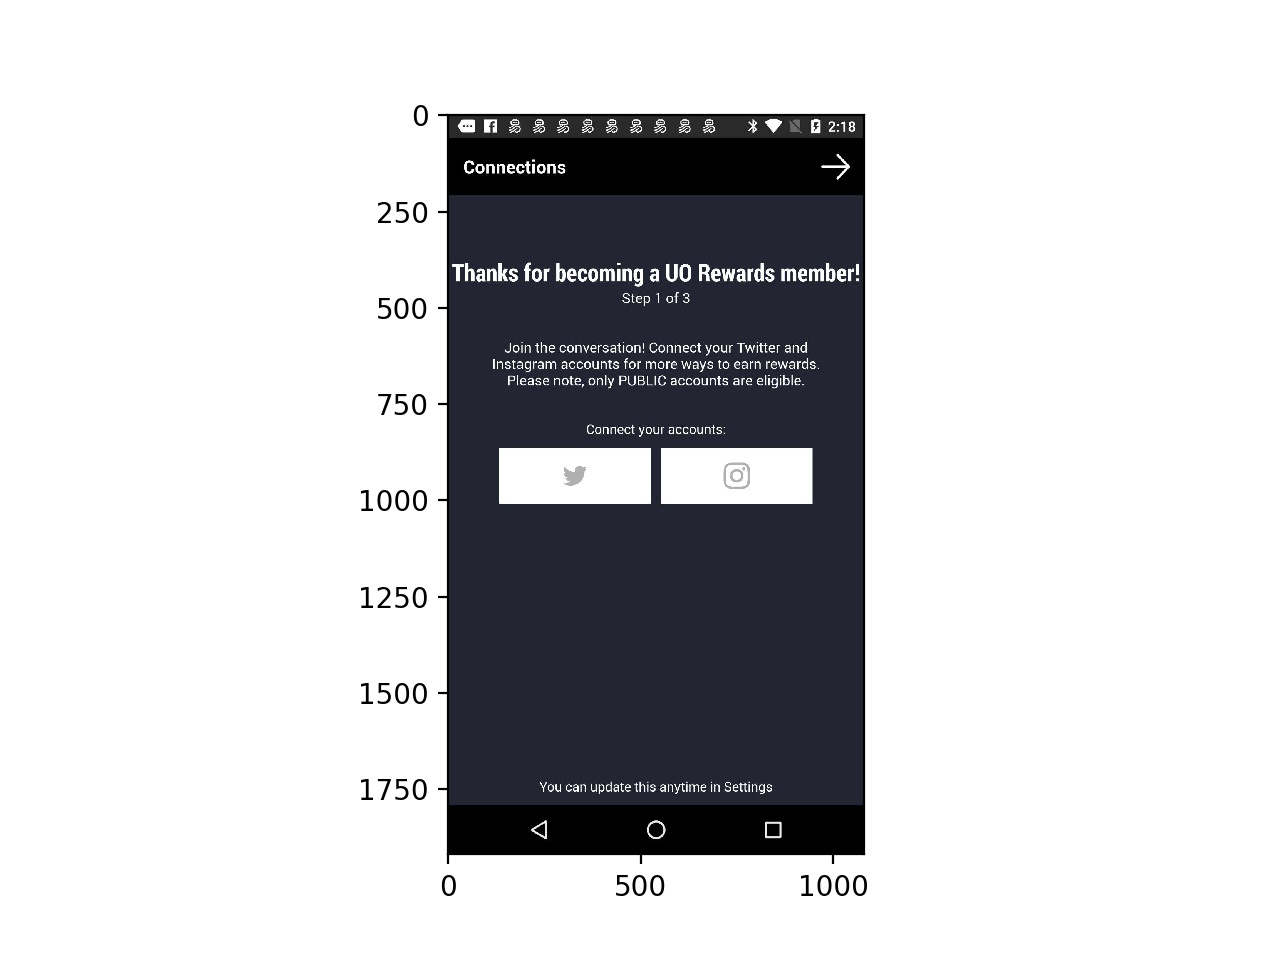 0
250
500
750
1000
1250
1500
1750
0
500
1000
2:18
Connections
Thanks for becoming a UO Rewards member!
Step 1 of 3
Join the conversation! Connect your Twitter and
Instagram accounts for more ways to earn rewards.
Please note, only PUBLIC accounts are eligible.
Connect your accounts:
You can update this anytime in Settings